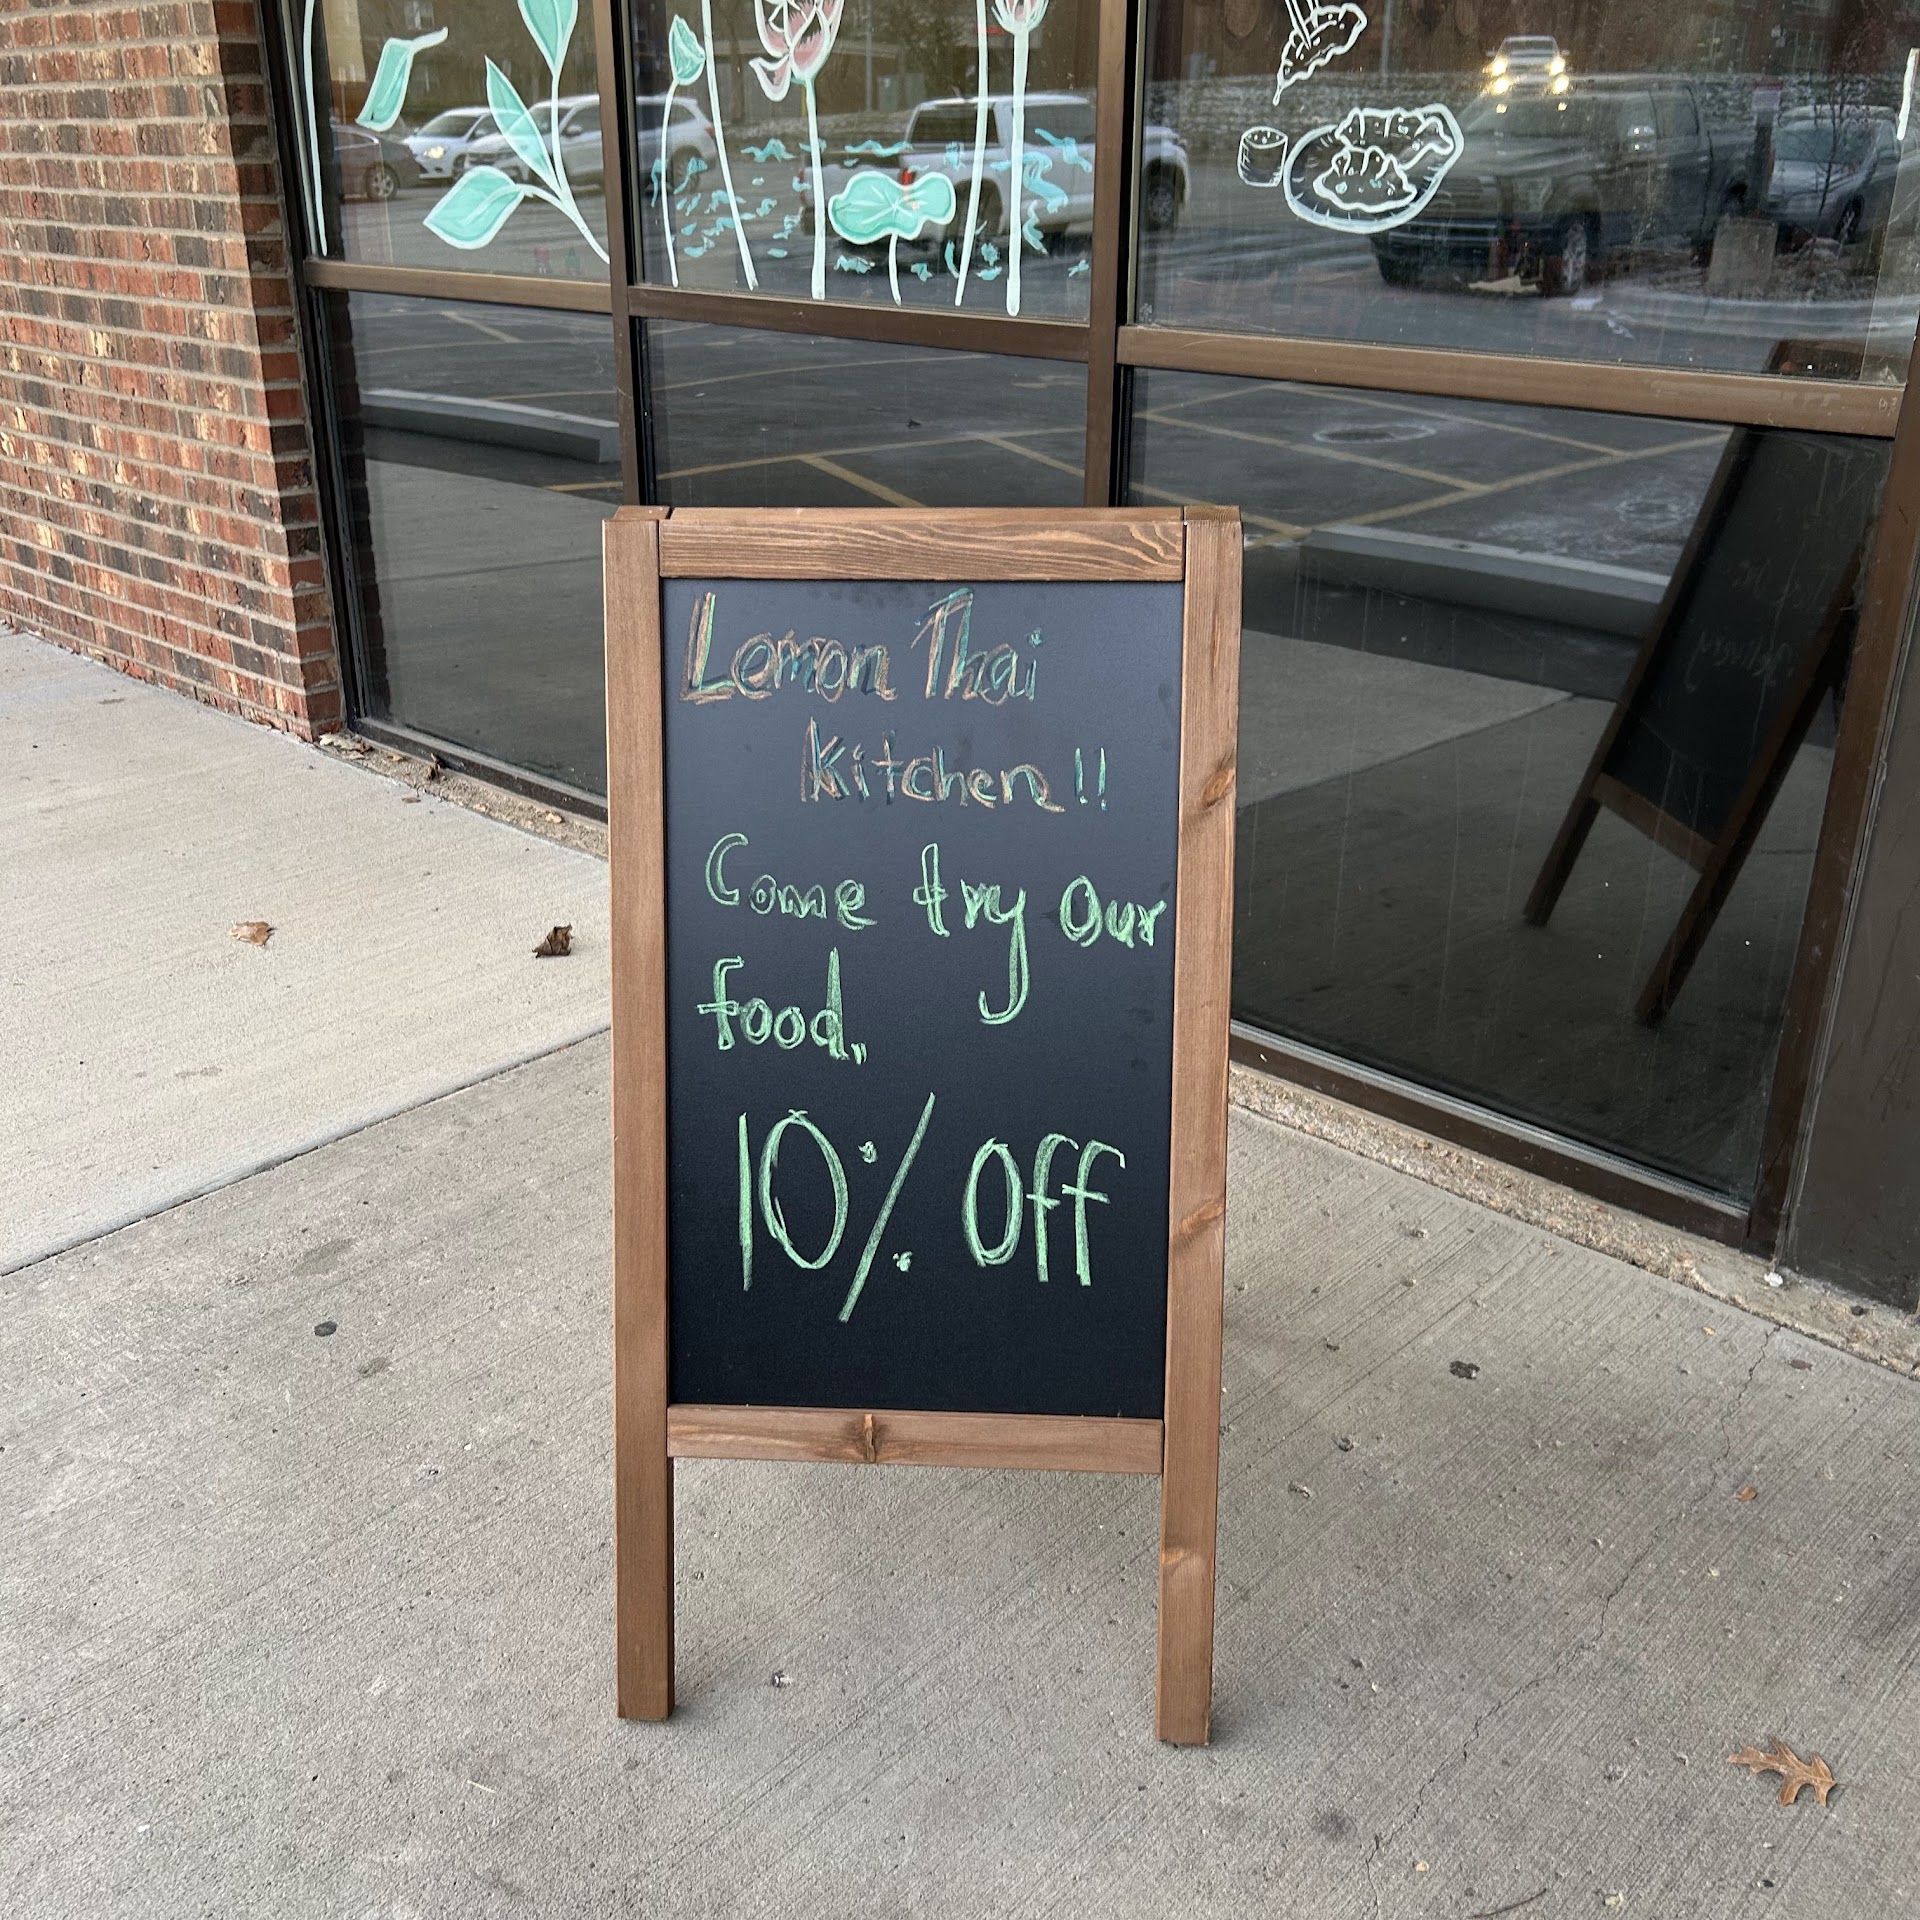 Lemon Thai
Kitchen!!
Come try Our
food,,
10% Off